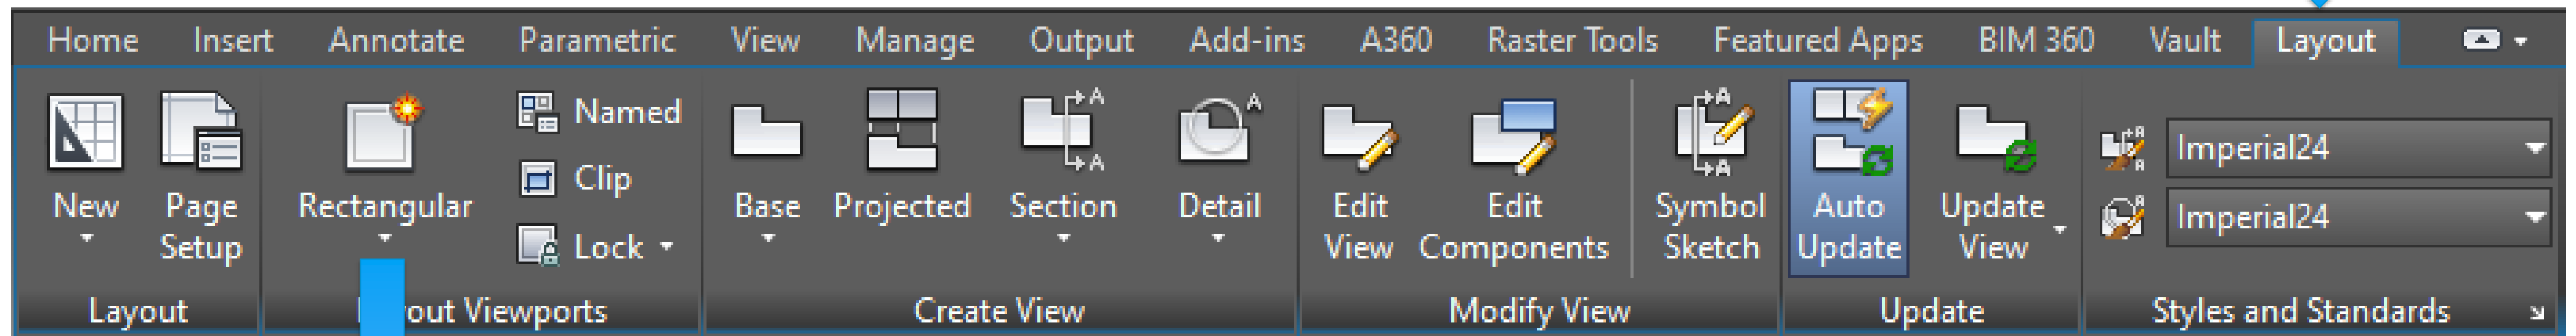 Home Insert Annotate Parametric View Manage Output Add-ins A360 Raster Tools Featured Apps BIM 360 Vault Layout
New
Page
Setup
Rectangular
Named
Clip
Lock
Base
Projected
Section
Detail
Edit
View
Edit
Components
Symbol
Sketch
Auto
Update
Update
View
Imperial24
Imperial24
Layout
out Viewports
Create View
Modify View
Update
Styles and Standards